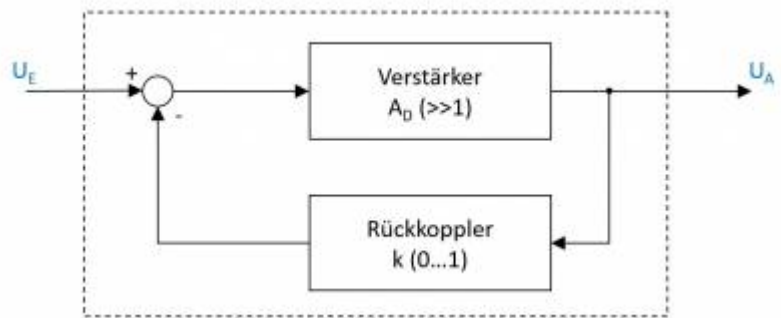 U_E
+
-
Verstärker
A_D (>>1)
U_A
Rückkoppler
k (0...1)